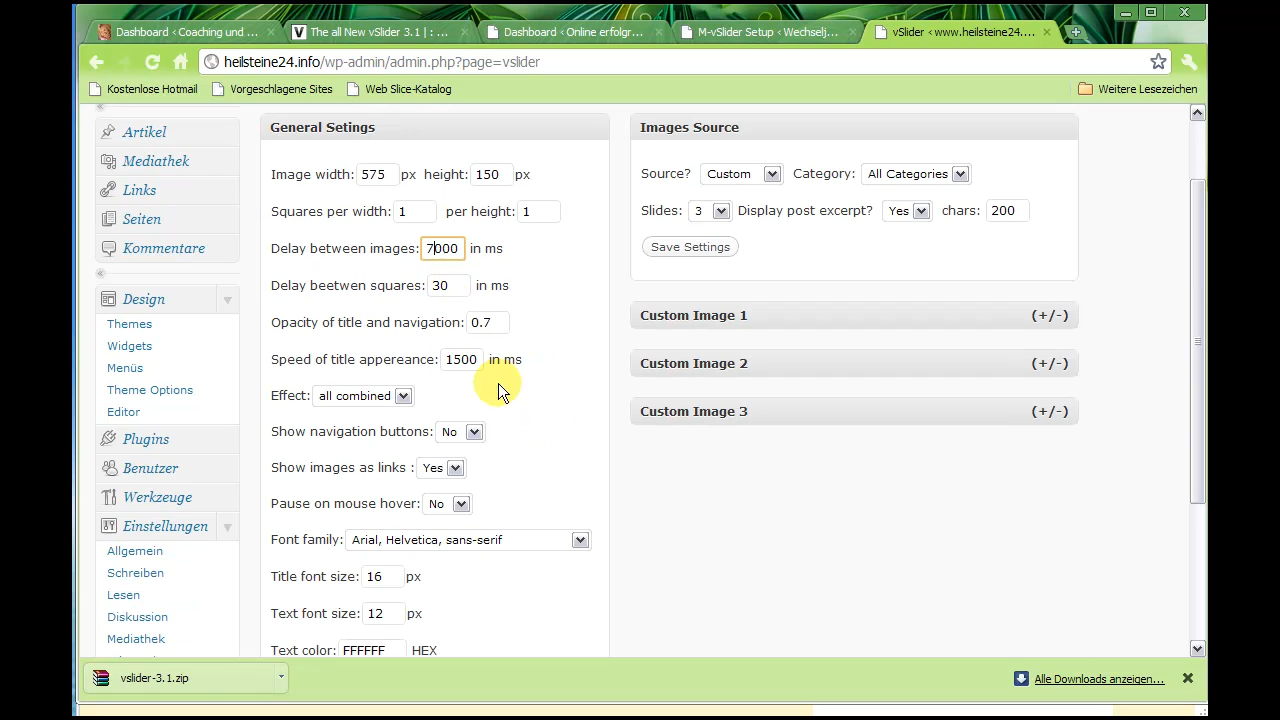 Dashboard ‹ Coaching und ...
The all New vSlider 3.1 | : ...
Dashboard ‹ Online erfolgr...
M-vSlider Setup ‹ Wechselj...
vSlider ‹ www.heilsteine24....
heilsteine24.info/wp-admin/admin.php?page=vslider
Kostenlose Hotmail
Vorgeschlagene Sites
Web Slice-Katalog
Weitere Lesezeichen
Artikel
Mediathek
Links
Seiten
Kommentare
Design
Themes
Widgets
Menüs
Theme Options
Editor
Plugins
Benutzer
Werkzeuge
Einstellungen
Allgemein
Schreiben
Lesen
Diskussion
Mediathek
General Setings
Image width: 575 px height: 150 px
Squares per width: 1 per height: 1
Delay between images: 7000 in ms
Delay beetwen squares: 30 in ms
Opacity of title and navigation: 0.7
Speed of title appereance: 1500 in ms
Effect: all combined
Show navigation buttons: No
Show images as links : Yes
Pause on mouse hover: No
Font family: Arial, Helvetica, sans-serif
Title font size: 16 px
Text font size: 12 px
Text color: FFFFFF HEX
Images Source
Source? Custom Category: All Categories
Slides: 3 Display post excerpt? Yes chars: 200
Save Settings
Custom Image 1 (+/-)
Custom Image 2 (+/-)
Custom Image 3 (+/-)
vslider-3.1.zip
Alle Downloads anzeigen...